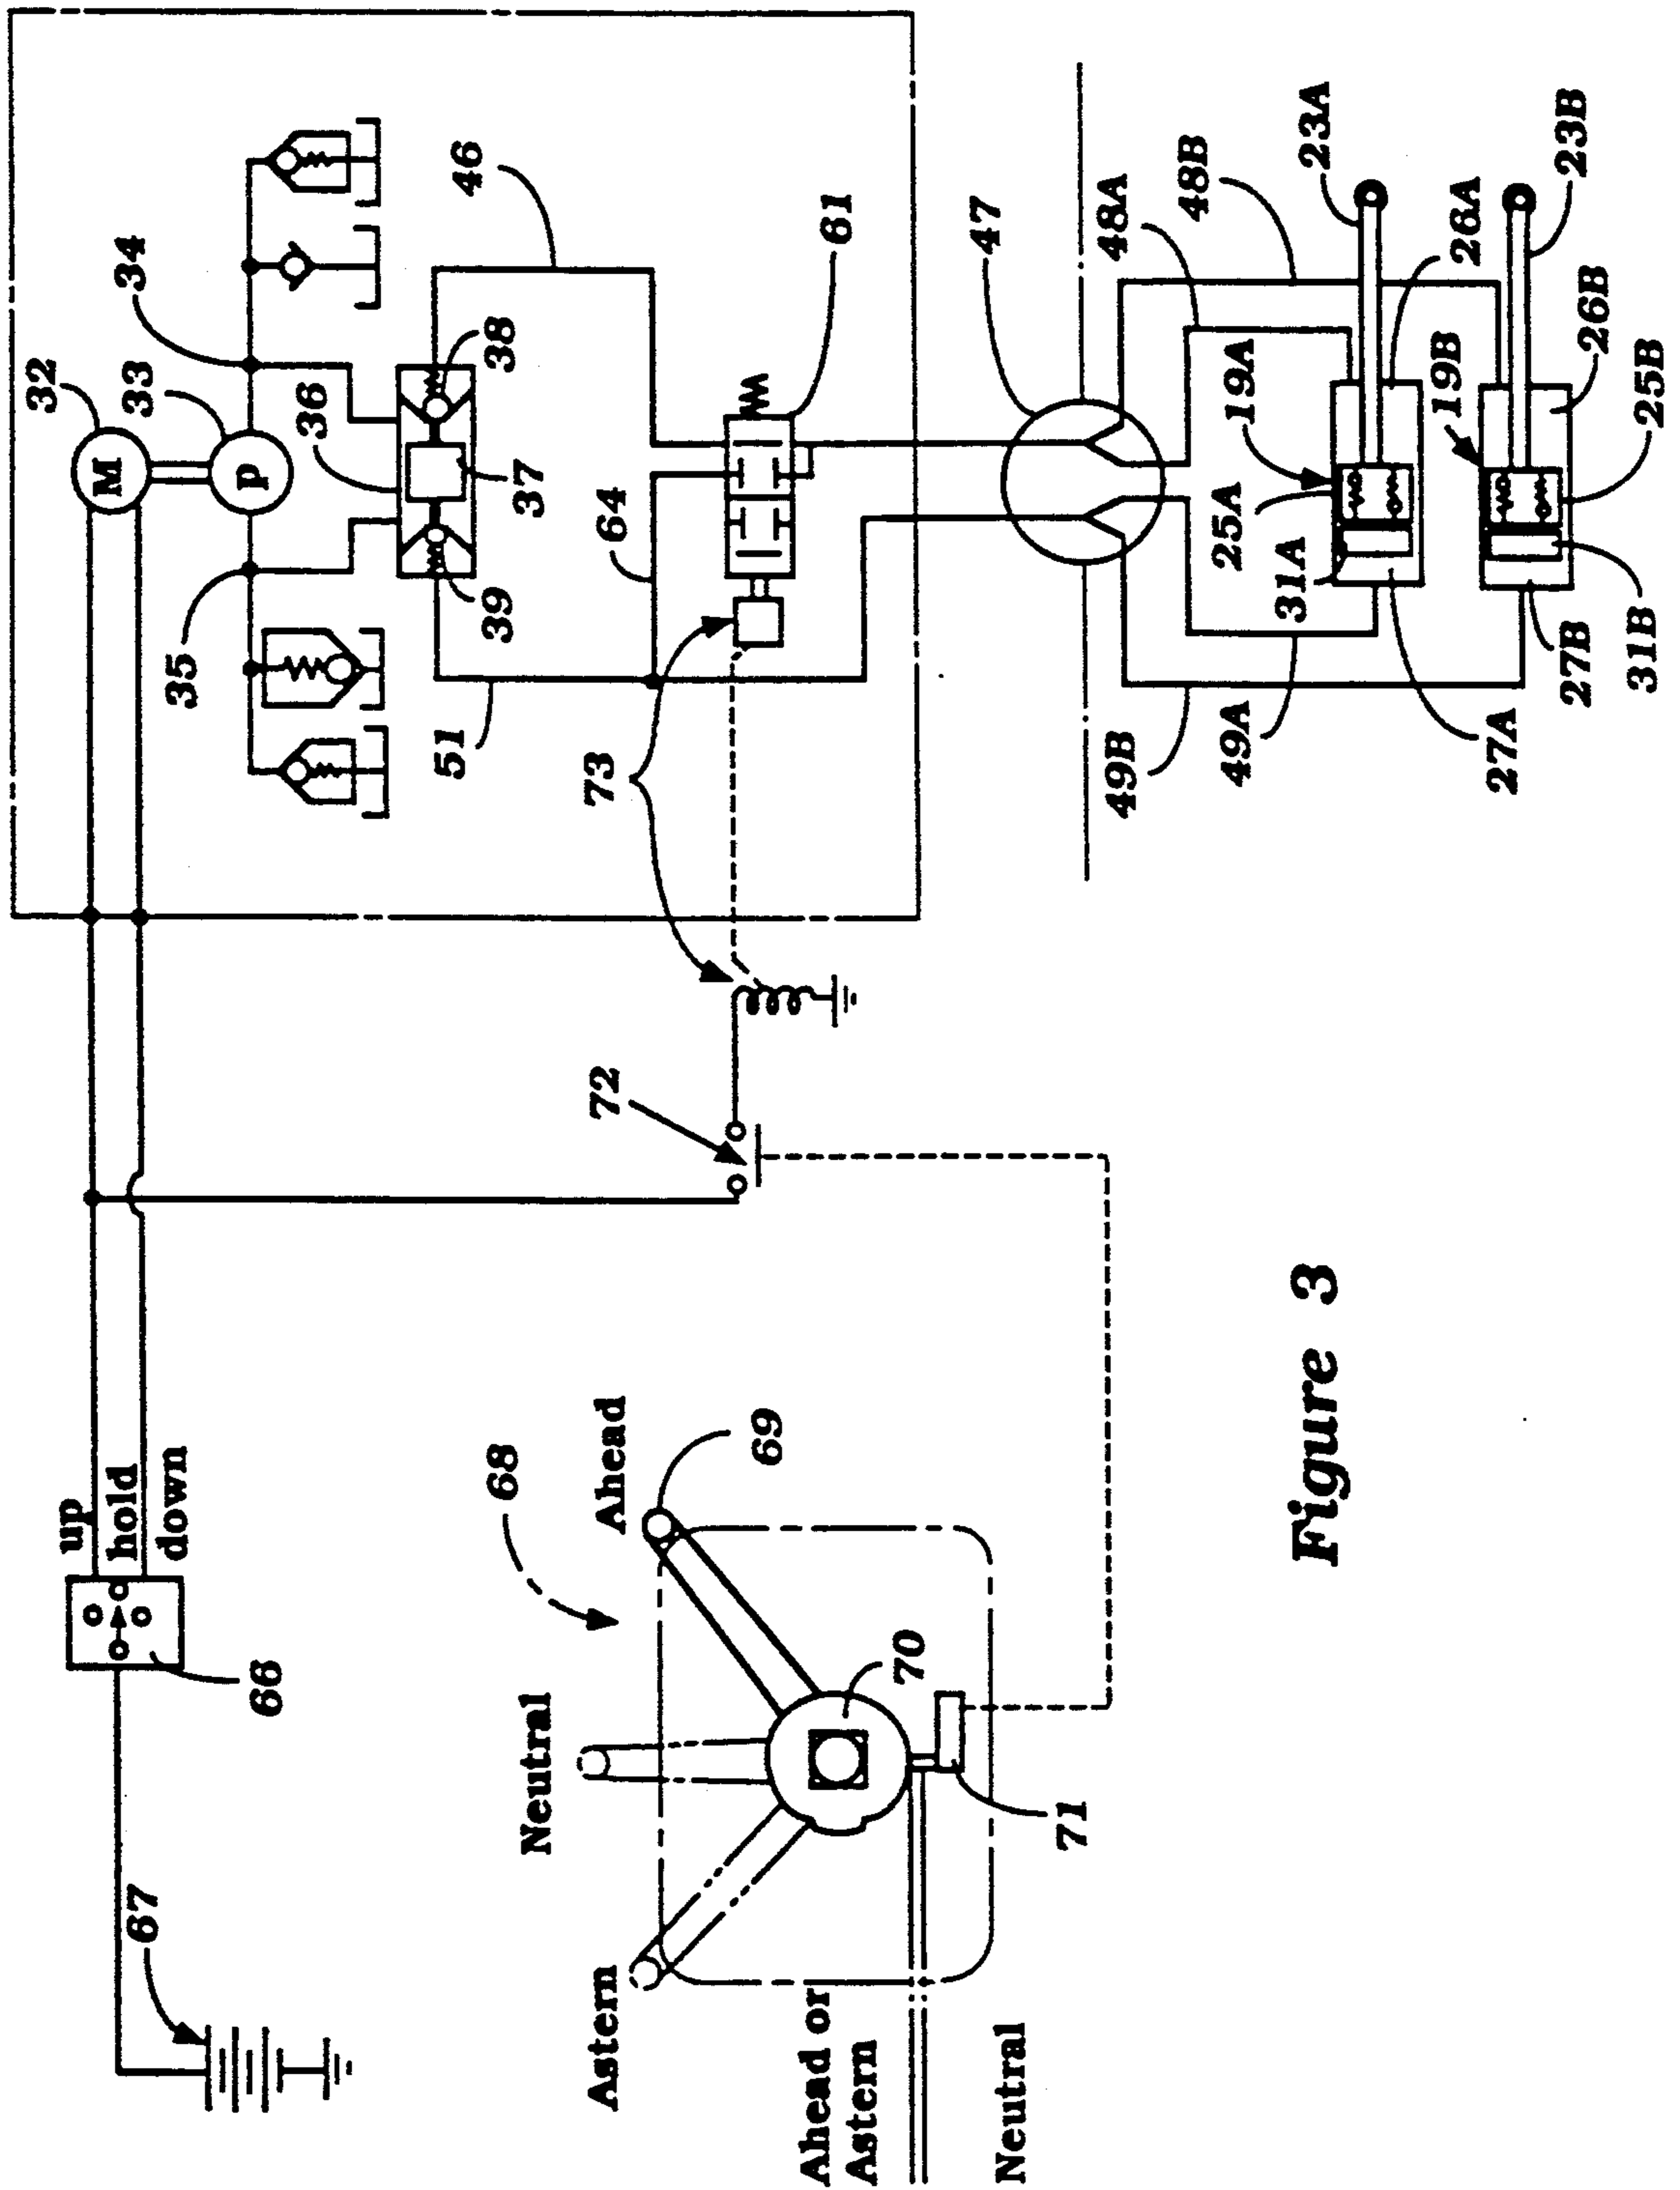 32
M
33
P
34
35
36
37
38
39
46
51
61
64
73
47
48A
48B
49A
49B
19A
19B
23A
23B
25A
25B
26A
26B
27A
27B
31A
31B
72
up
hold
down
66
67
68
Ahead
69
Neutral
Astern
70
71
Ahead or
Astern
Neutral
Figure 3